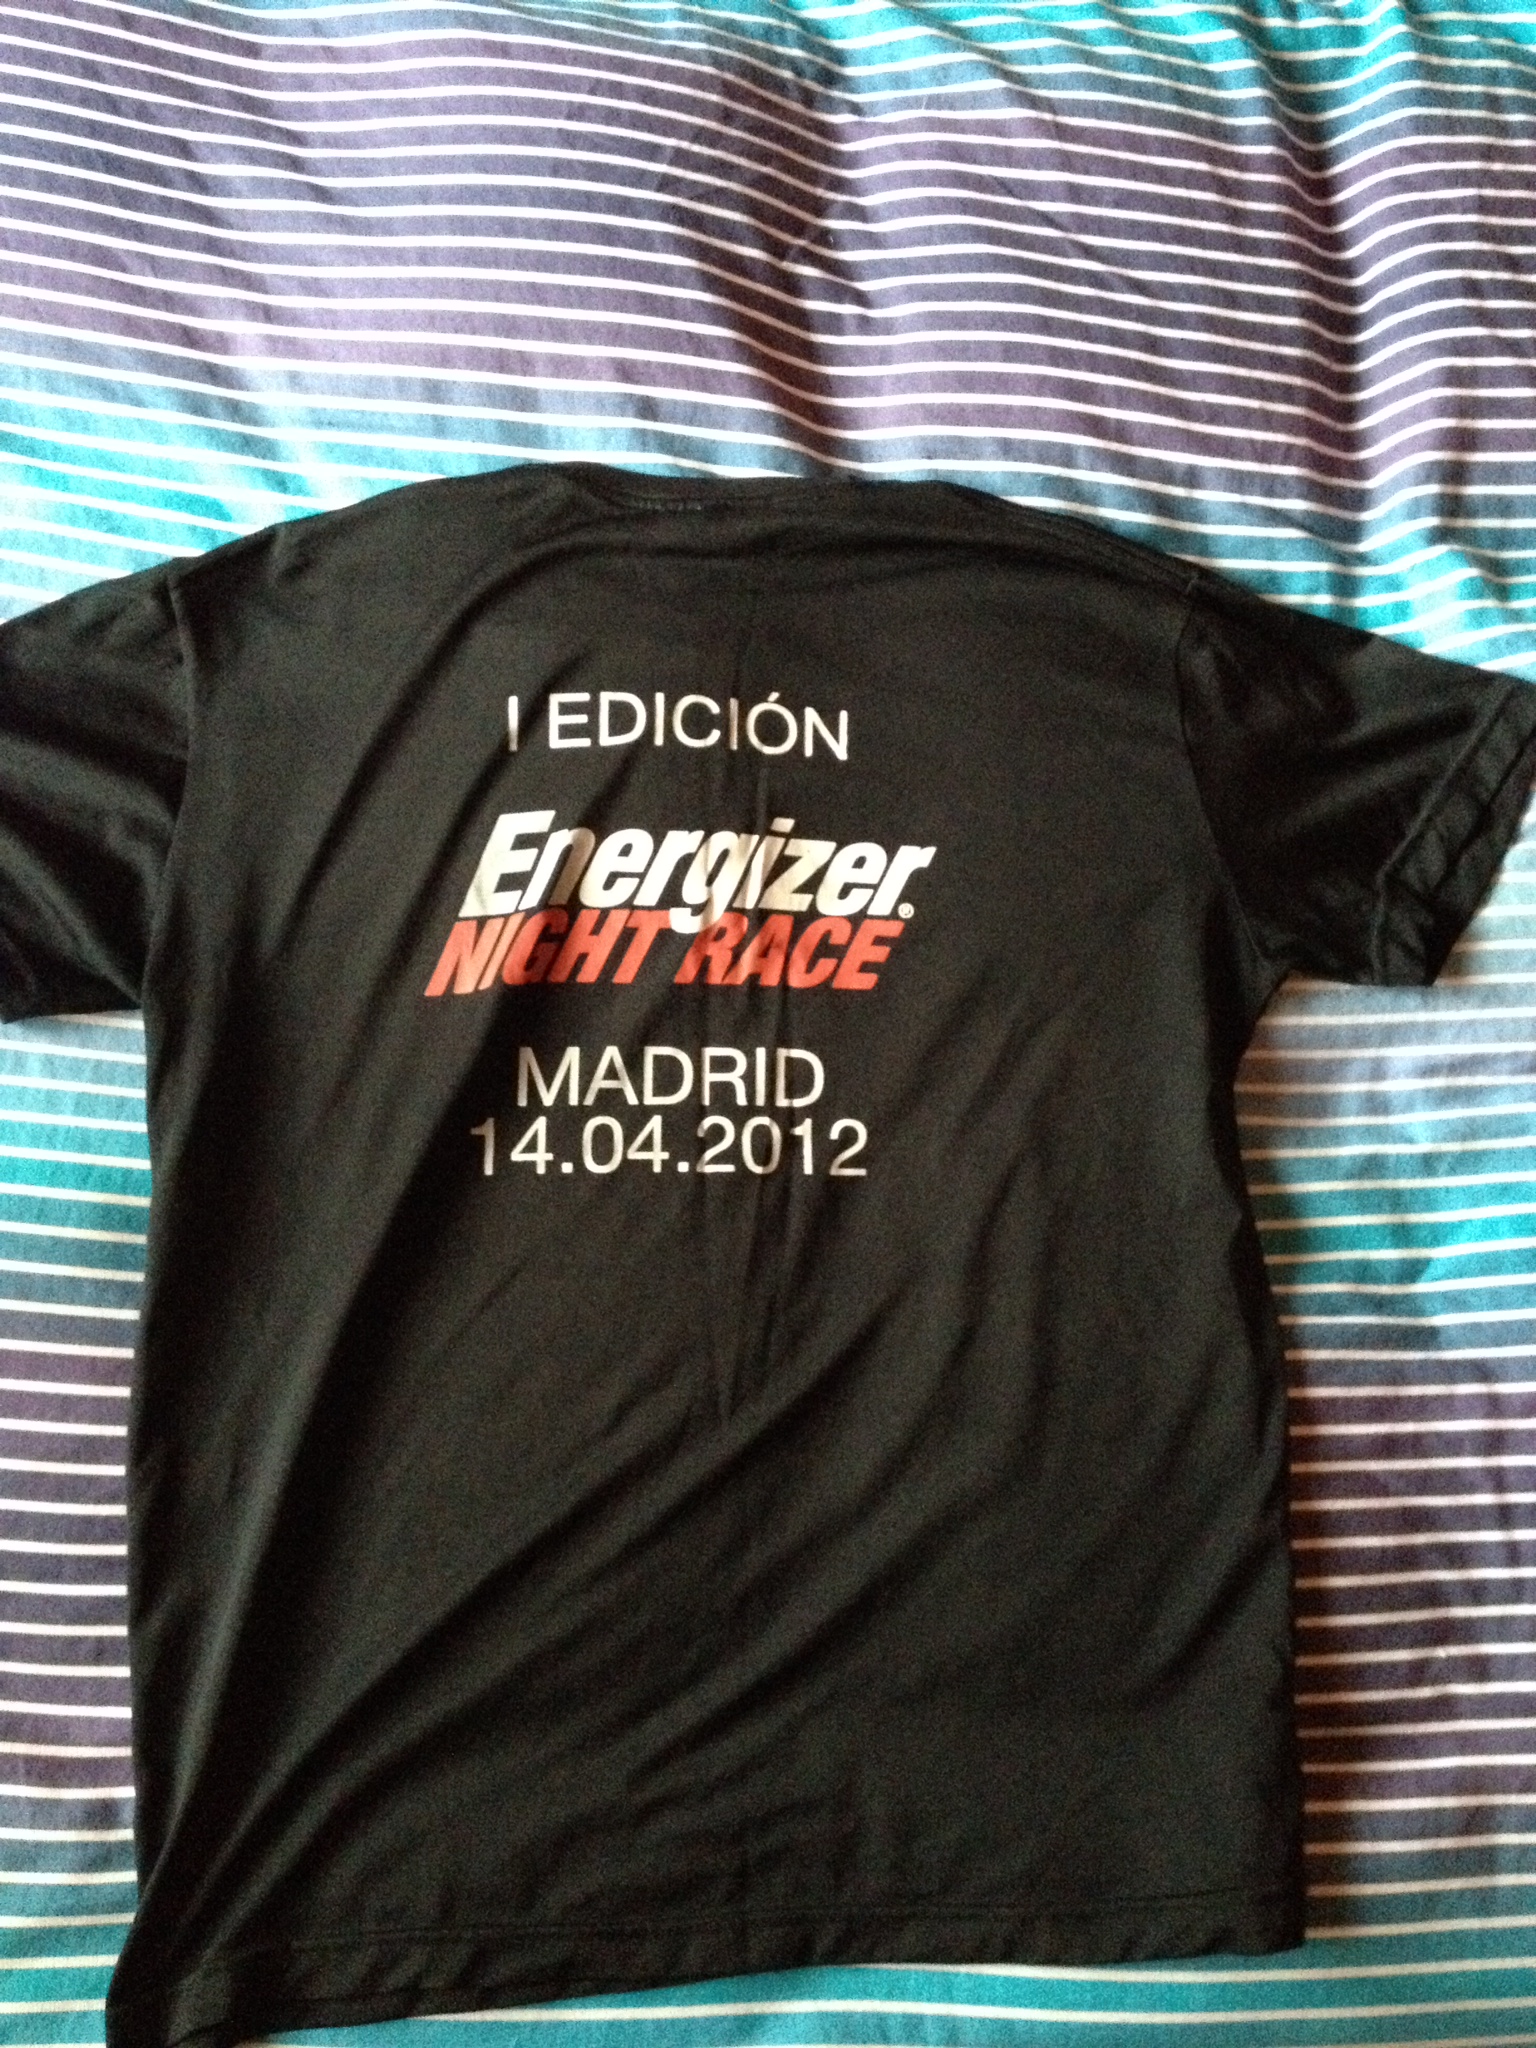 I EDICIÓN
Energizer®
NIGHT RACE
MADRID
14.04.2012